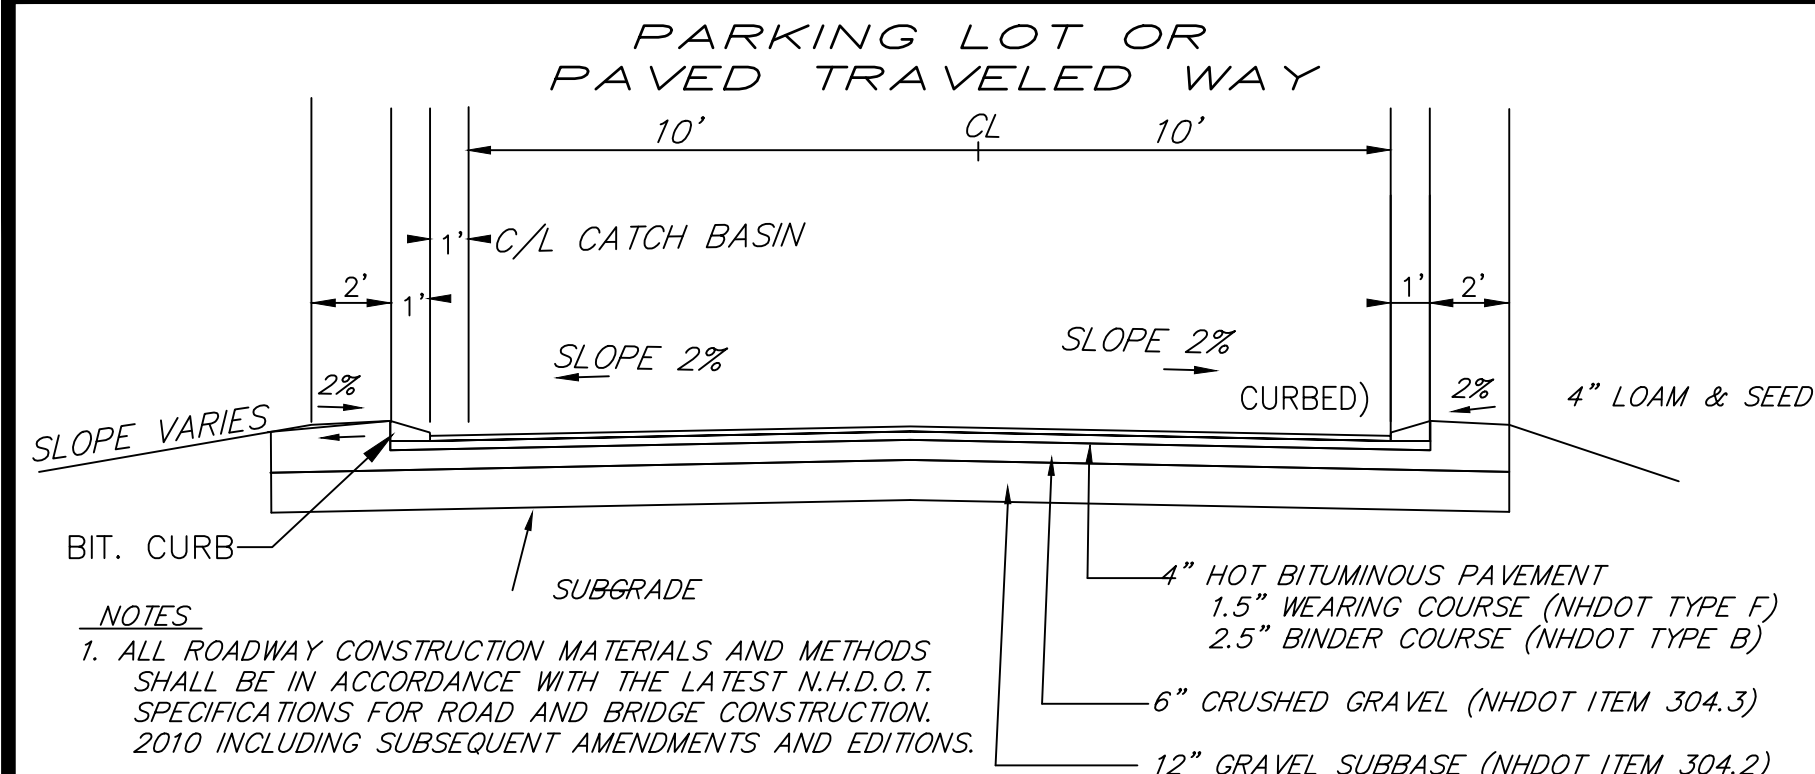 PARKING LOT OR
PAVED TRAVELED WAY
10' CL 10'
1' C/L CATCH BASIN
2' 1' 1' 2'
SLOPE 2% SLOPE 2%
2% CURBED) 2% 4" LOAM & SEED
SLOPE VARIES
BIT. CURB
SUBGRADE
4" HOT BITUMINOUS PAVEMENT
1.5" WEARING COURSE (NHDOT TYPE F)
2.5" BINDER COURSE (NHDOT TYPE B)
6" CRUSHED GRAVEL (NHDOT ITEM 304.3)
12" GRAVEL SUBBASE (NHDOT ITEM 304.2)
NOTES
1. ALL ROADWAY CONSTRUCTION MATERIALS AND METHODS
SHALL BE IN ACCORDANCE WITH THE LATEST N.H.D.O.T.
SPECIFICATIONS FOR ROAD AND BRIDGE CONSTRUCTION.
2010 INCLUDING SUBSEQUENT AMENDMENTS AND EDITIONS.